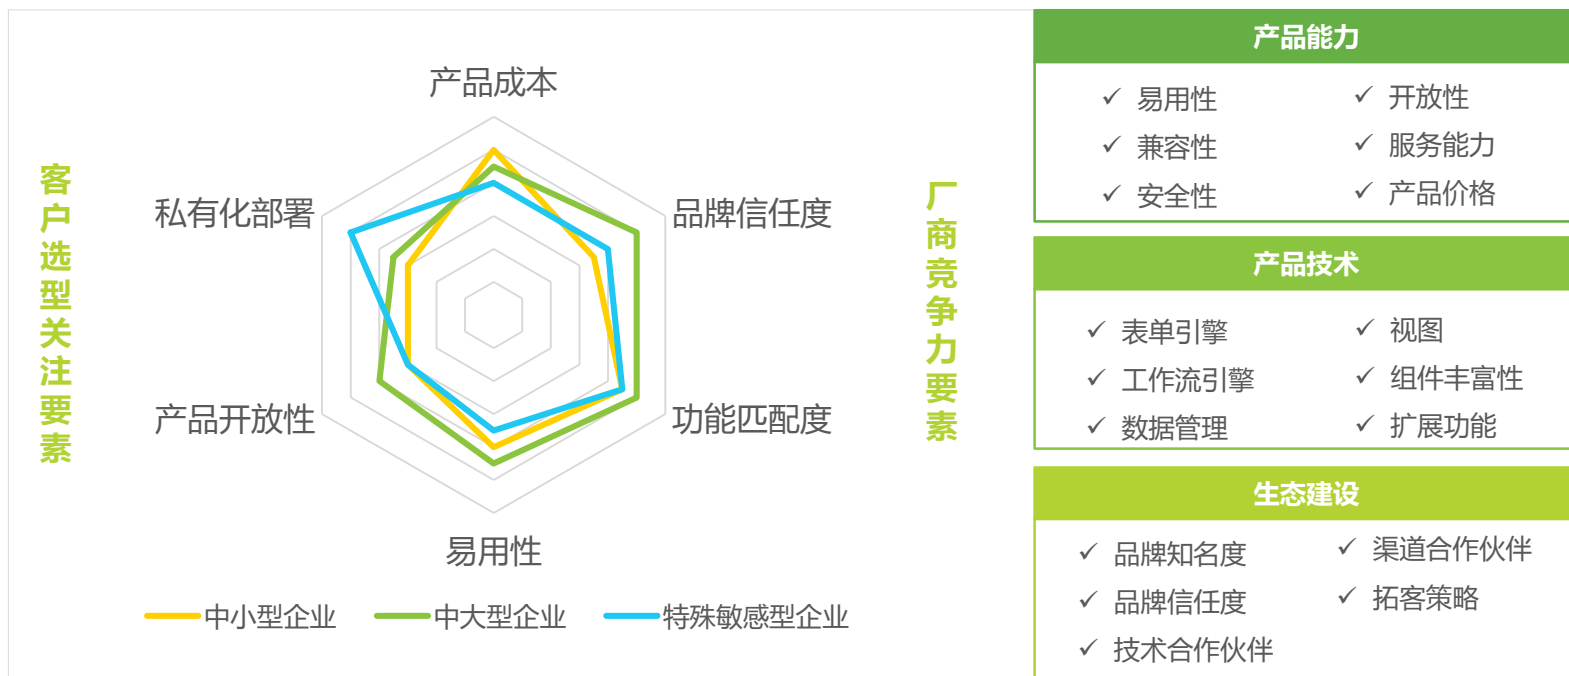 客户选型关注要素
产品成本
品牌信任度
功能匹配度
易用性
产品开放性
私有化部署
中小型企业
中大型企业
特殊敏感型企业
厂商竞争力要素
产品能力
✓ 易用性
✓ 开放性
✓ 兼容性
✓ 服务能力
✓ 安全性
✓ 产品价格
产品技术
✓ 表单引擎
✓ 视图
✓ 工作流引擎
✓ 组件丰富性
✓ 数据管理
✓ 扩展功能
生态建设
✓ 品牌知名度
✓ 渠道合作伙伴
✓ 品牌信任度
✓ 拓客策略
✓ 技术合作伙伴